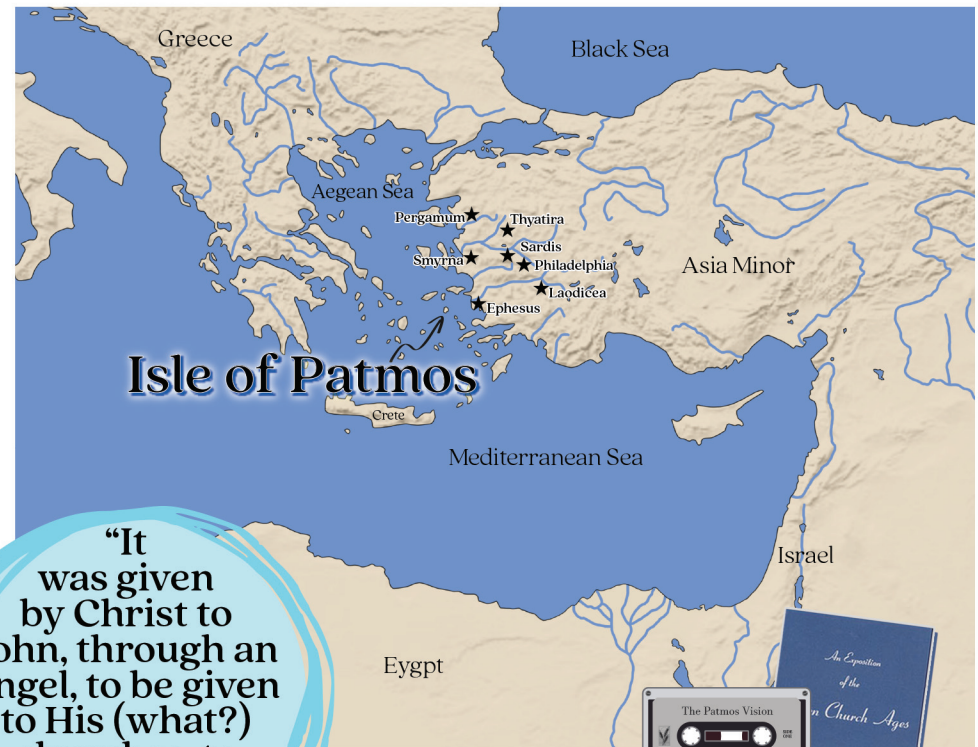 Greece
Black Sea
Aegean Sea
Pergamum
Thyatira
Sardis
Smyrna
Philadelphia
Asia Minor
Laodicea
Ephesus
Isle of Patmos
Crete
Mediterranean Sea
“It
was given
by Christ to
ohn, through an
ngel, to be given
to His (what?)
Israel
Eygpt
An Exposition
of the
n Church Ages
The Patmos Vision
SIDE
ONE